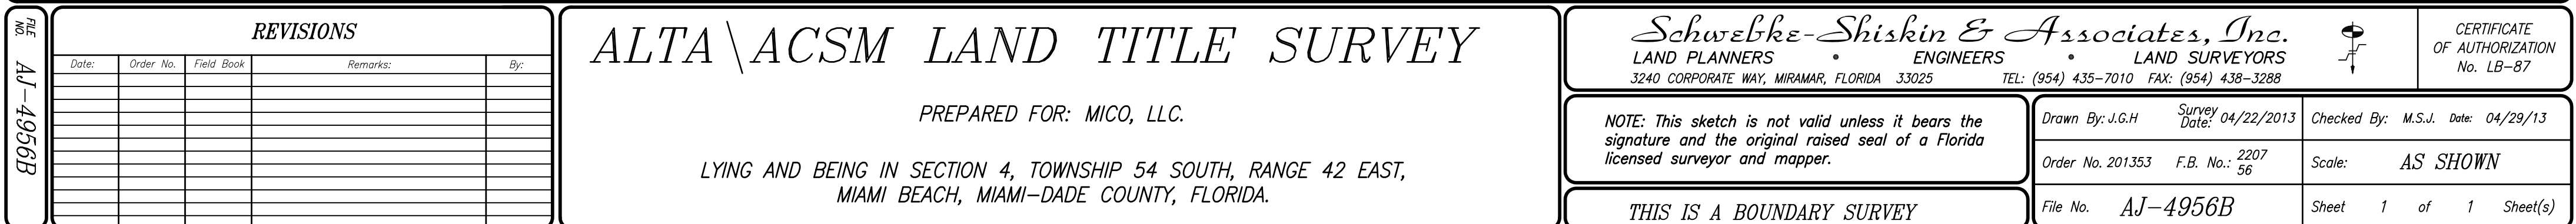 FILE NO. AJ-4956B
REVISIONS
Date: Order No. Field Book Remarks: By:
ALTA\ACSM LAND TITLE SURVEY
PREPARED FOR: MICO, LLC.
LYING AND BEING IN SECTION 4, TOWNSHIP 54 SOUTH, RANGE 42 EAST,
MIAMI BEACH, MIAMI-DADE COUNTY, FLORIDA.
Schwebke-Shiskin & Associates, Inc.
LAND PLANNERS • ENGINEERS • LAND SURVEYORS
3240 CORPORATE WAY, MIRAMAR, FLORIDA 33025 TEL: (954) 435-7010 FAX: (954) 438-3288
CERTIFICATE
OF AUTHORIZATION
No. LB-87
NOTE: This sketch is not valid unless it bears the
signature and the original raised seal of a Florida
licensed surveyor and mapper.
THIS IS A BOUNDARY SURVEY
Drawn By: J.G.H Survey Date: 04/22/2013 Checked By: M.S.J. Date: 04/29/13
Order No. 201353 F.B. No.: 2207 56 Scale: AS SHOWN
File No. AJ-4956B Sheet 1 of 1 Sheet(s)